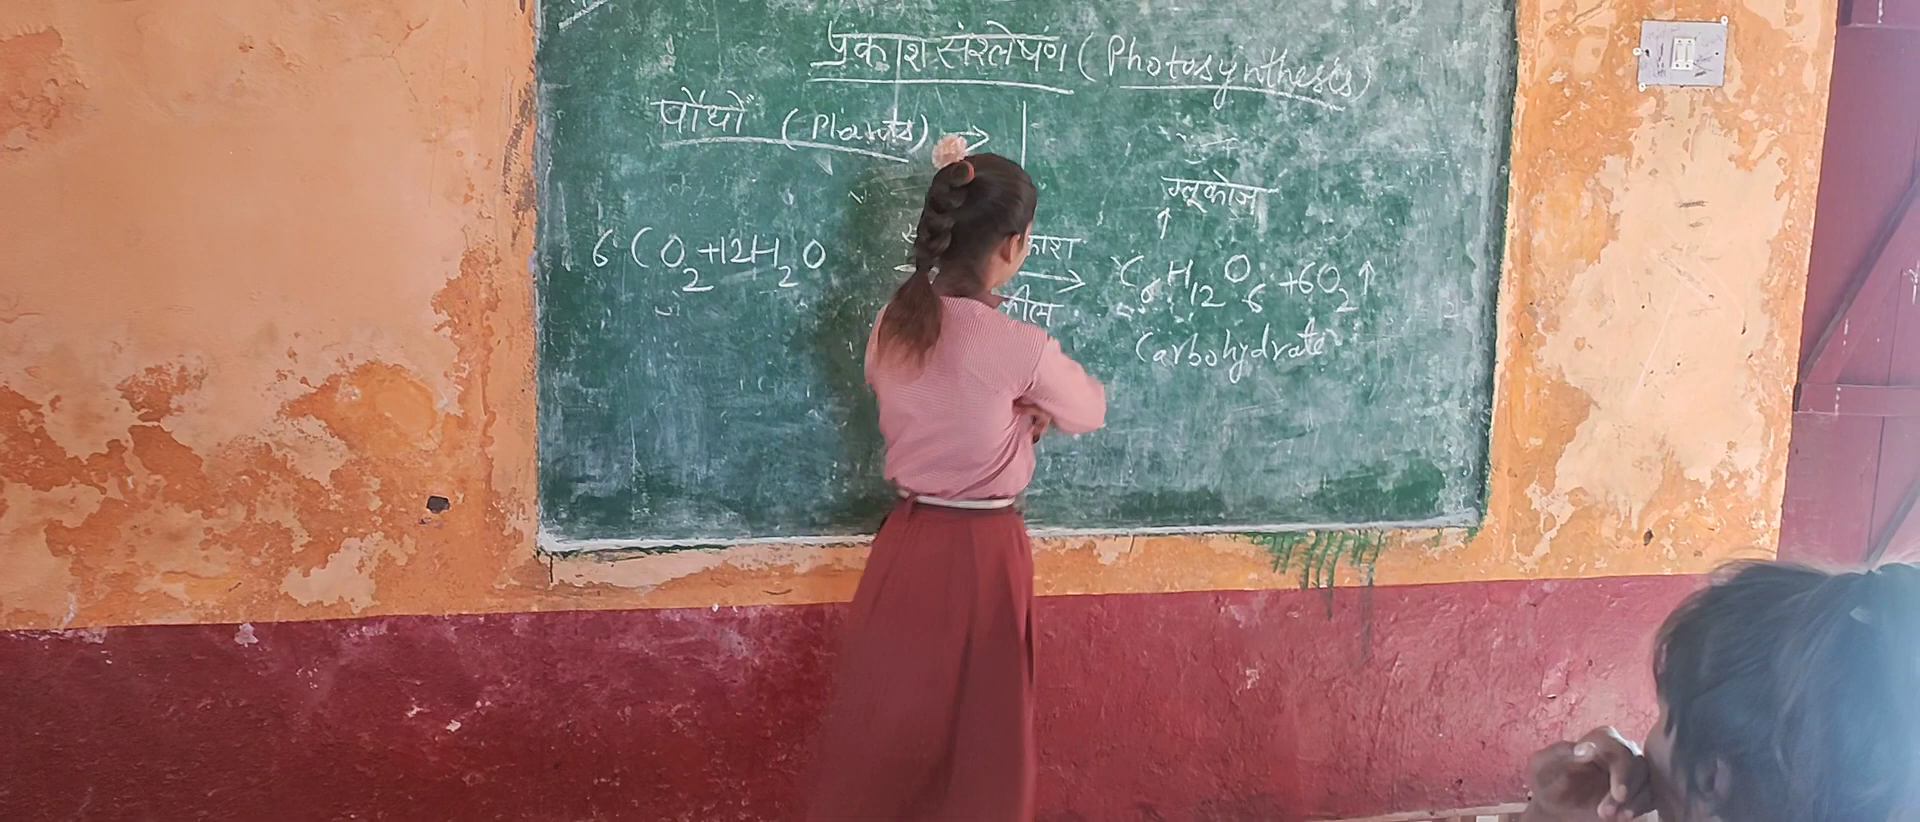 प्रकाश संश्लेषण (Photosynthesis)
पौधों (Plants) →
ग्लूकोज
↑
6CO₂+12H₂O → C₆H₁₂O₆ +6O₂↑
Carbohydrate